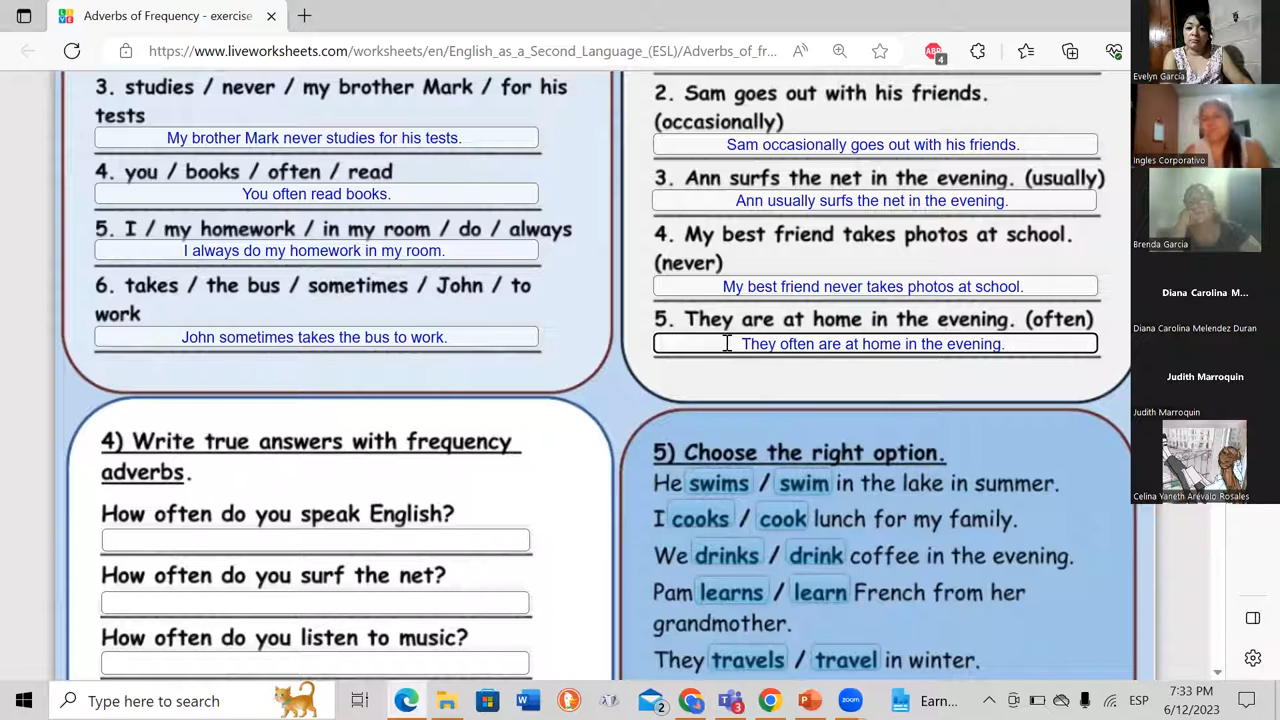 Adverbs of Frequency - exercise
https://www.liveworksheets.com/worksheets/en/English_as_a_Second_Language_(ESL)/Adverbs_of_fr...
4
3. studies / never / my brother Mark / for his
tests
My brother Mark never studies for his tests.
4. you / books / often / read
You often read books.
5. I / my homework / in my room / do / always
I always do my homework in my room.
6. takes / the bus / sometimes / John / to
work
John sometimes takes the bus to work.
2. Sam goes out with his friends.
(occasionally)
Sam occasionally goes out with his friends.
3. Ann surfs the net in the evening. (usually)
Ann usually surfs the net in the evening.
4. My best friend takes photos at school.
(never)
My best friend never takes photos at school.
5. They are at home in the evening. (often)
They often are at home in the evening.
4) Write true answers with frequency
adverbs.
How often do you speak English?
How often do you surf the net?
How often do you listen to music?
5) Choose the right option.
He swims / swim in the lake in summer.
I cooks / cook lunch for my family.
We drinks / drink coffee in the evening.
Pam learns / learn French from her
grandmother.
They travels / travel in winter.
Evelyn García
Ingles Corporativo
Brenda Garcia
Diana Carolina M...
Diana Carolina Melendez Duran
Judith Marroquin
Judith Marroquin
Celina Yaneth Arévalo Rosales
Type here to search
2
3
zoom
Earn...
ESP
7:33 PM
6/12/2023